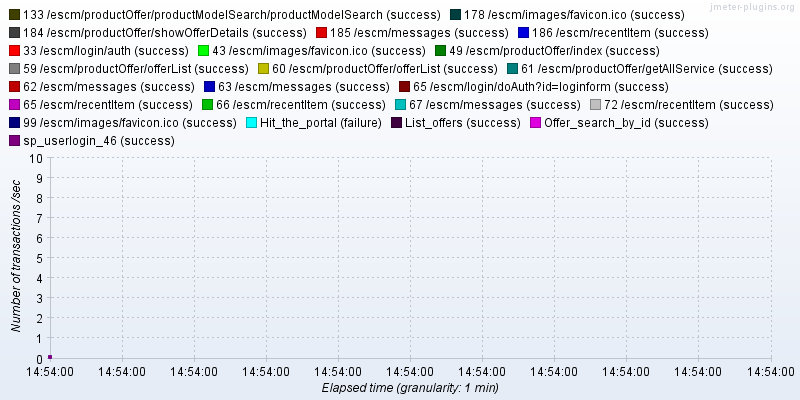 jmeter-plugins.org
133 /escm/productOffer/productModelSearch/productModelSearch (success) 178 /escm/images/favicon.ico (success)
184 /escm/productOffer/showOfferDetails (success) 185 /escm/messages (success) 186 /escm/recentItem (success)
33 /escm/login/auth (success) 43 /escm/images/favicon.ico (success) 49 /escm/productOffer/index (success)
59 /escm/productOffer/offerList (success) 60 /escm/productOffer/offerList (success) 61 /escm/productOffer/getAllService (success)
62 /escm/messages (success) 63 /escm/messages (success) 65 /escm/login/doAuth?id=loginform (success)
65 /escm/recentItem (success) 66 /escm/recentItem (success) 67 /escm/messages (success) 72 /escm/recentItem (success)
99 /escm/images/favicon.ico (success) Hit_the_portal (failure) List_offers (success) Offer_search_by_id (success)
sp_userlogin_46 (success)
Number of transactions /sec
10
9
8
7
6
5
4
3
2
1
0
14:54:00 14:54:00 14:54:00 14:54:00 14:54:00 14:54:00 14:54:00 14:54:00 14:54:00 14:54:00 14:54:00
Elapsed time (granularity: 1 min)